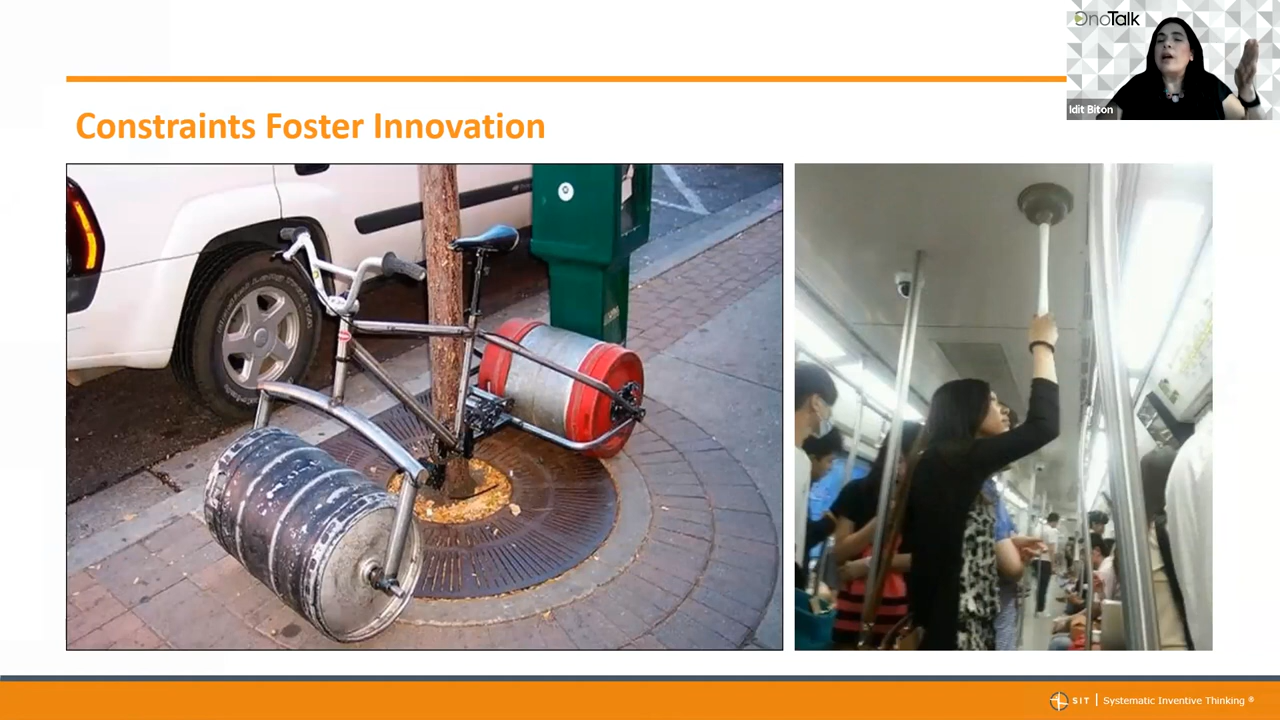 OnoTalk
Idit Biton
Constraints Foster Innovation
SIT | Systematic Inventive Thinking ®